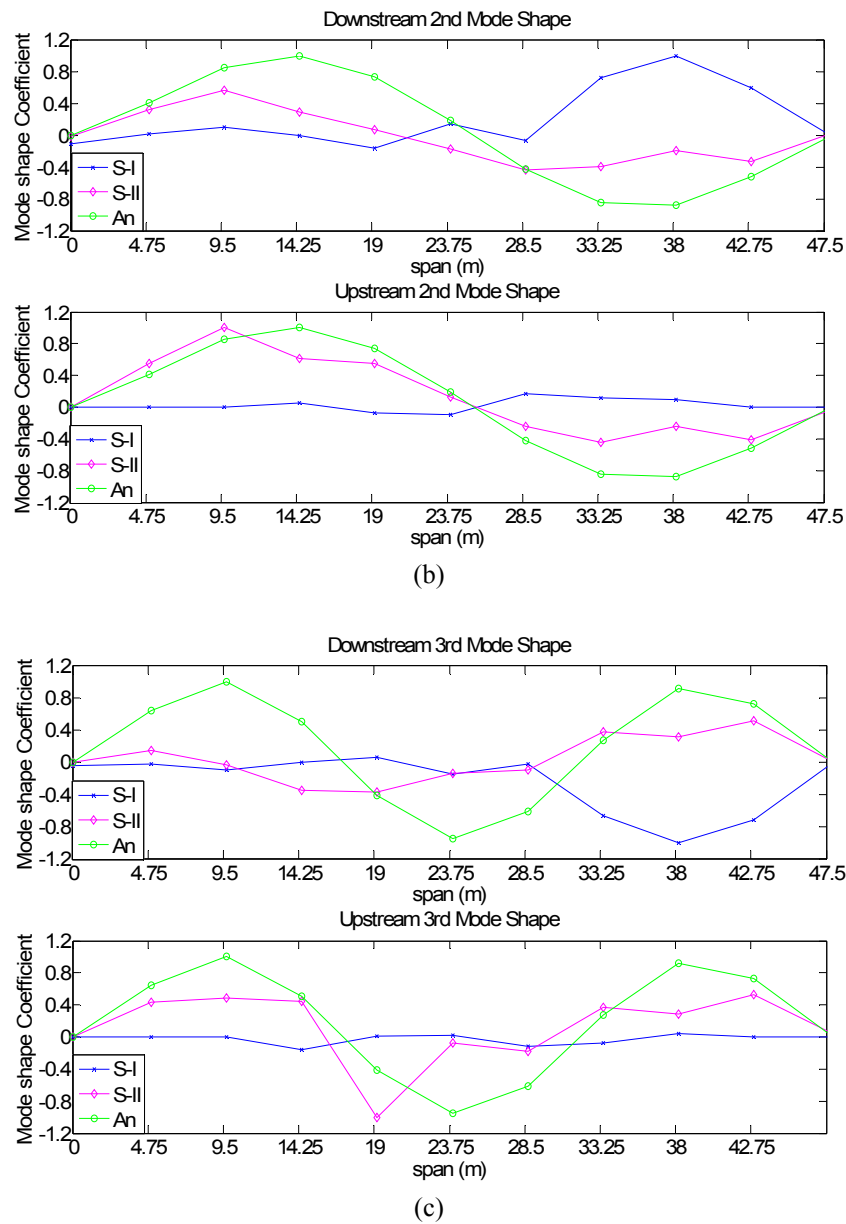 Downstream 2nd Mode Shape
Mode shape Coefficient
1.2
0.8
0.4
0
-0.4
-0.8
-1.2
S-I
S-II
An
0 4.75 9.5 14.25 19 23.75 28.5 33.25 38 42.75 47.5
span (m)
Upstream 2nd Mode Shape
Mode shape Coefficient
1.2
0.8
0.4
0
-0.4
-0.8
-1.2
S-I
S-II
An
0 4.75 9.5 14.25 19 23.75 28.5 33.25 38 42.75 47.5
span (m)
(b)
Downstream 3rd Mode Shape
Mode shape Coefficient
1.2
0.8
0.4
0
-0.4
-0.8
-1.2
S-I
S-II
An
0 4.75 9.5 14.25 19 23.75 28.5 33.25 38 42.75 47.5
span (m)
Upstream 3rd Mode Shape
Mode shape Coefficient
1.2
0.8
0.4
0
-0.4
-0.8
-1.2
S-I
S-II
An
0 4.75 9.5 14.25 19 23.75 28.5 33.25 38 42.75
span (m)
(c)